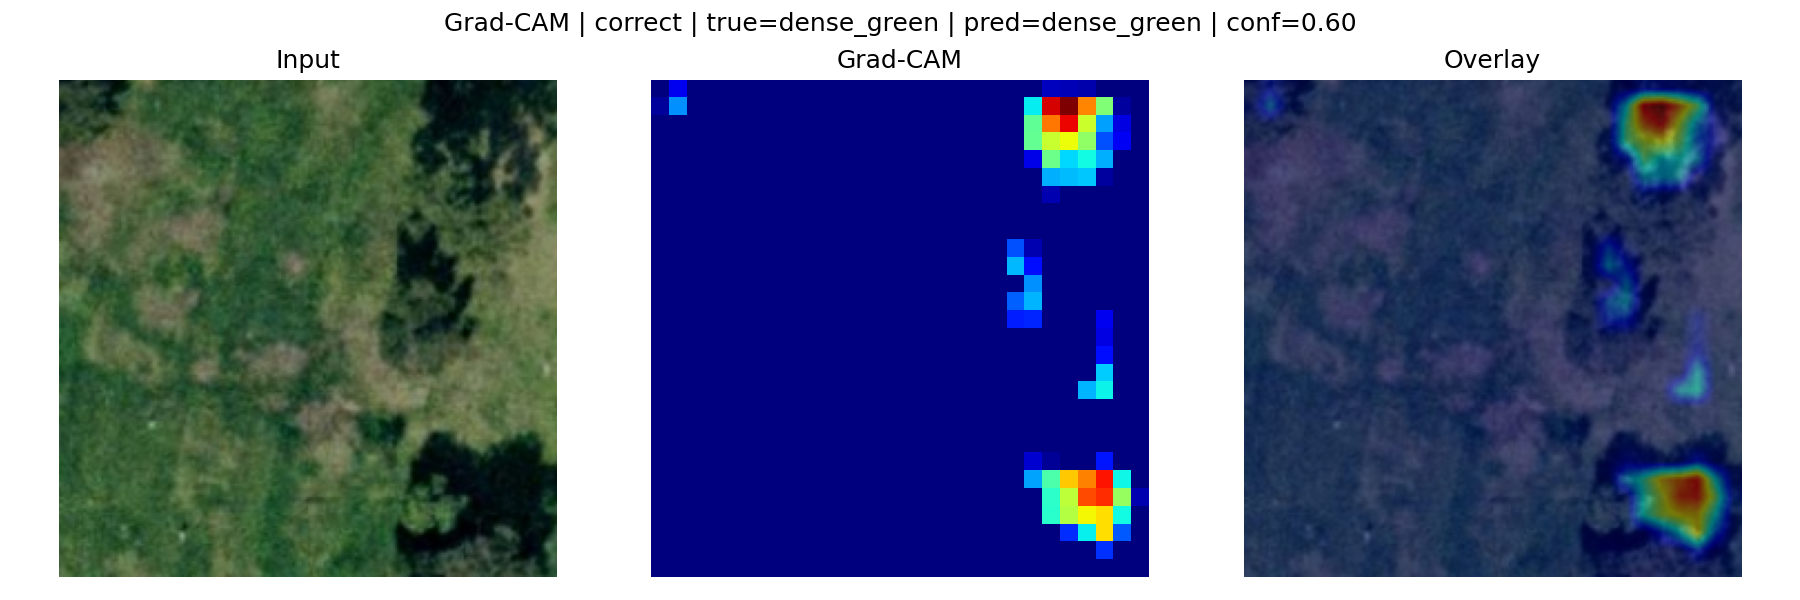 Grad-CAM | correct | true=dense_green | pred=dense_green | conf=0.60
Input
Grad-CAM
Overlay